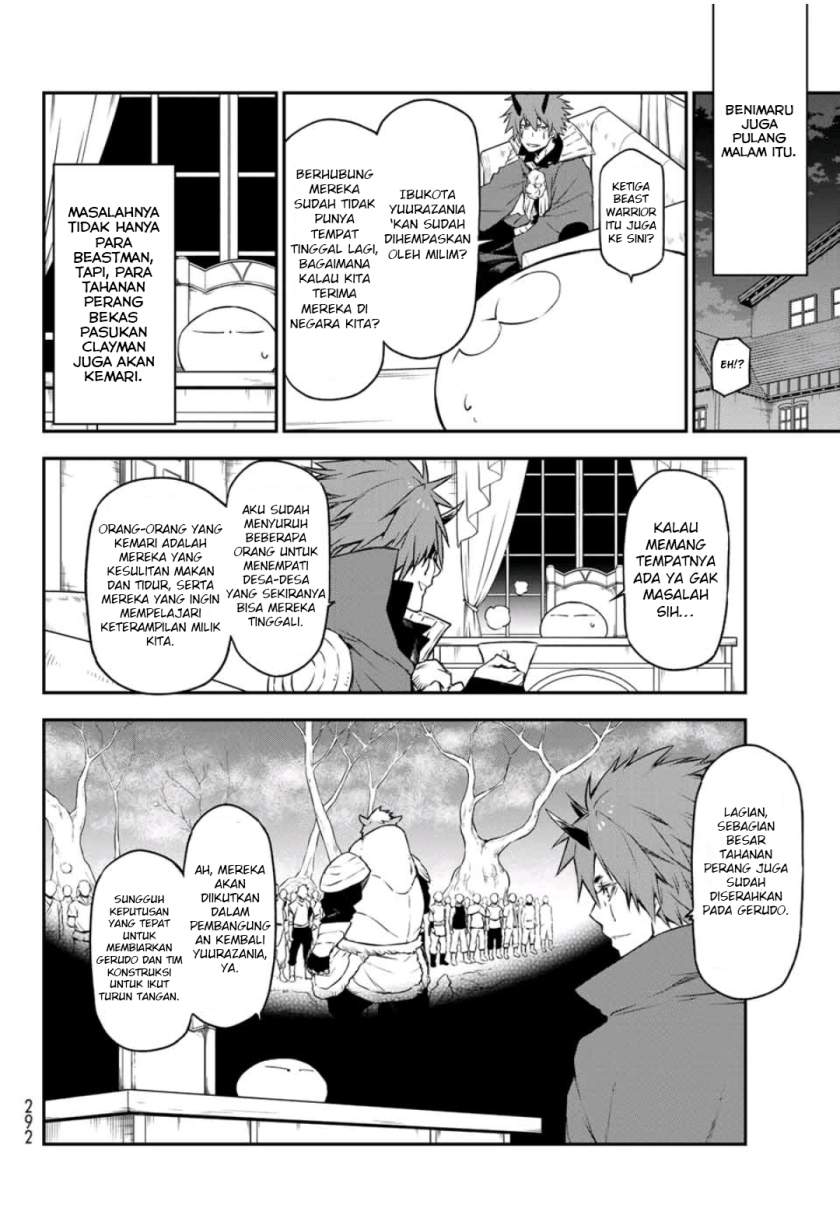 BENIMARU
JUGA
PULANG
MALAM ITU.
EH!?
KETIGA
BEAST
WARRIOR
ITU JUGA
KE SINI?
IBUKOTA
YUURAZANIA
'KAN SUDAH
DIHEMPASKAN
OLEH MILIM?
BERHUBUNG
MEREKA
SUDAH TIDAK
PUNYA
TEMPAT
TINGGAL LAGI,
BAGAIMANA
KALAU KITA
TERIMA
MEREKA DI
NEGARA KITA?
MASALAHNYA
TIDAK HANYA
PARA
BEASTMAN,
TAPI, PARA
TAHANAN
PERANG
BEKAS
PASUKAN
CLAYMAN
JUGA AKAN
KEMARI.
KALAU
MEMANG
TEMPATNYA
ADA YA GAK
MASALAH
SIH...
AKU SUDAH
MENYURUH
BEBERAPA
ORANG UNTUK
MENEMPATI
DESA-DESA
YANG SEKIRANYA
BISA MEREKA
TINGGALI.
ORANG-ORANG YANG
KEMARI ADALAH
MEREKA YANG
KESULITAN MAKAN
DAN TIDUR, SERTA
MEREKA YANG INGIN
MEMPELAJARI
KETERAMPILAN MILIK
KITA.
LAGIAN,
SEBAGIAN
BESAR
TAHANAN
PERANG JUGA
SUDAH
DISERAHKAN
PADA GERUDO.
AH, MEREKA
AKAN
DIIKUTKAN
DALAM
PEMBANGUNG
AN KEMBALI
YUURAZANIA,
YA.
SUNGGUH
KEPUTUSAN
YANG TEPAT
UNTUK
MEMBIARKAN
GERUDO DAN TIM
KONSTRUKSI
UNTUK IKUT
TURUN TANGAN.
292